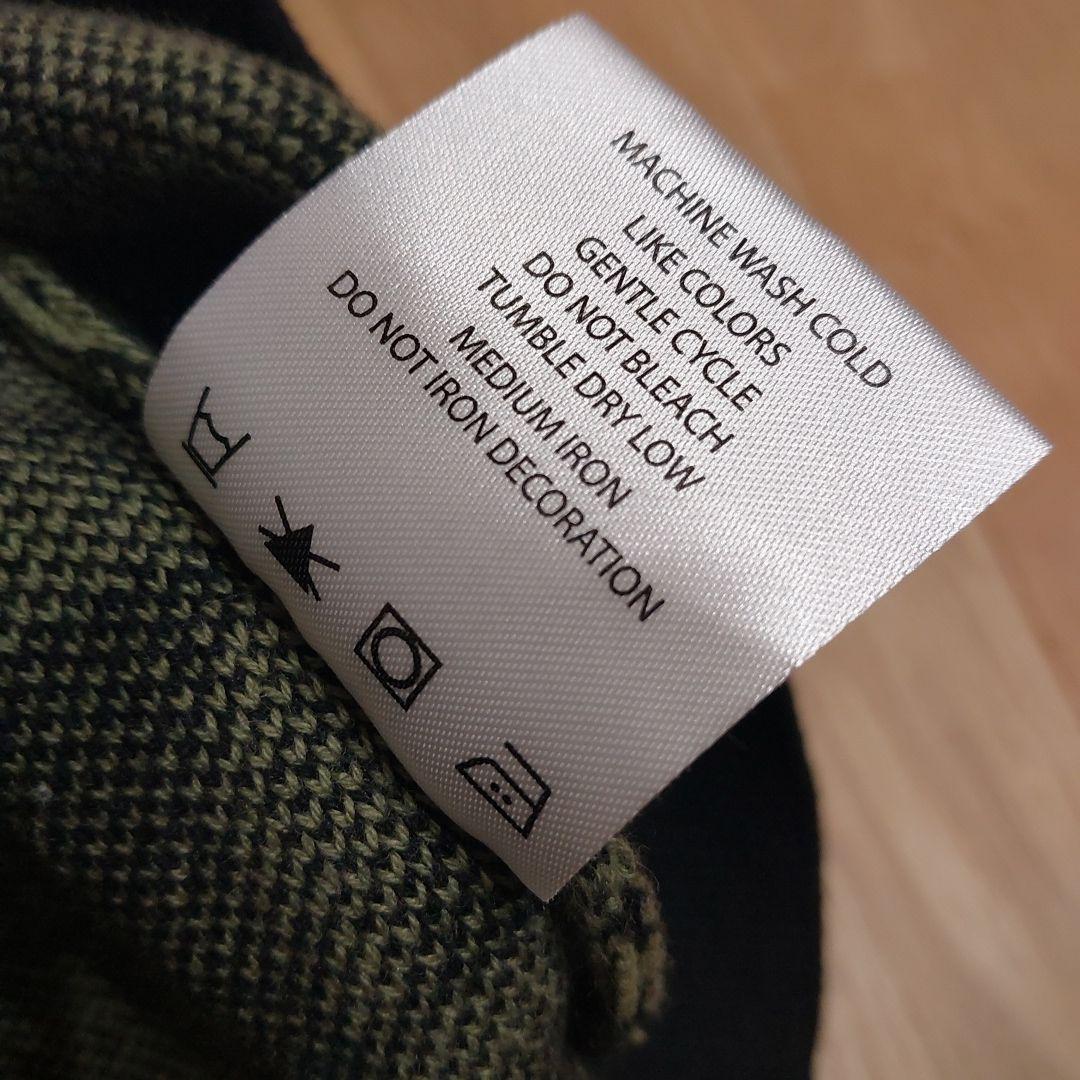 MACHINE WASH COLD
LIKE COLORS
GENTLE CYCLE
DO NOT BLEACH
TUMBLE DRY LOW
MEDIUM IRON
DO NOT IRON DECORATION